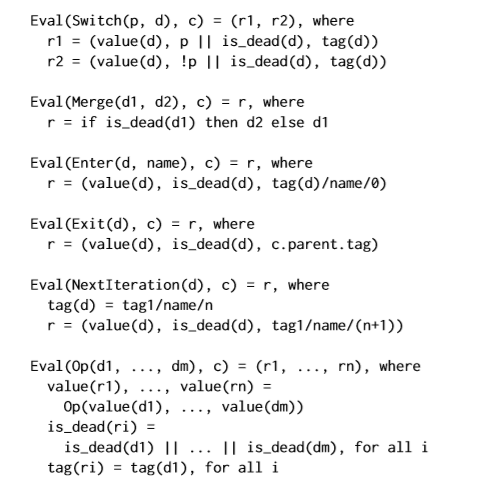 Eval(Switch(p, d), c) = (r1, r2), where
r1 = (value(d), p || is_dead(d), tag(d))
r2 = (value(d), !p || is_dead(d), tag(d))
Eval(Merge(d1, d2), c) = r, where
r = if is_dead(d1) then d2 else d1
Eval(Enter(d, name), c) = r, where
r = (value(d), is_dead(d), tag(d)/name/0)
Eval(Exit(d), c) = r, where
r = (value(d), is_dead(d), c.parent.tag)
Eval(NextIteration(d), c) = r, where
tag(d) = tag1/name/n
r = (value(d), is_dead(d), tag1/name/(n+1))
Eval(Op(d1, ..., dm), c) = (r1, ..., rn), where
value(r1), ..., value(rn) =
Op(value(d1), ..., value(dm))
is_dead(ri) =
is_dead(d1) || ... || is_dead(dm), for all i
tag(ri) = tag(d1), for all i